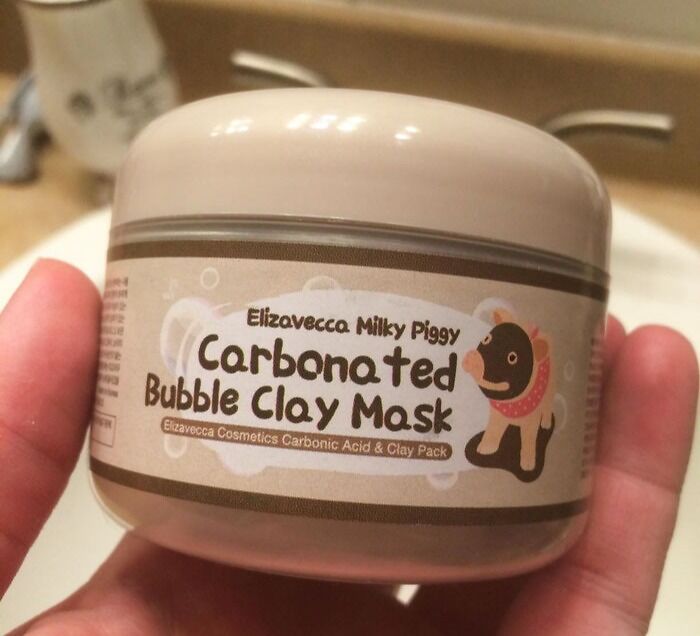 Elizavecca Milky Piggy
Carbonated
Bubble Clay Mask
Elizavecca Cosmetics Carbonic Acid & Clay Pack